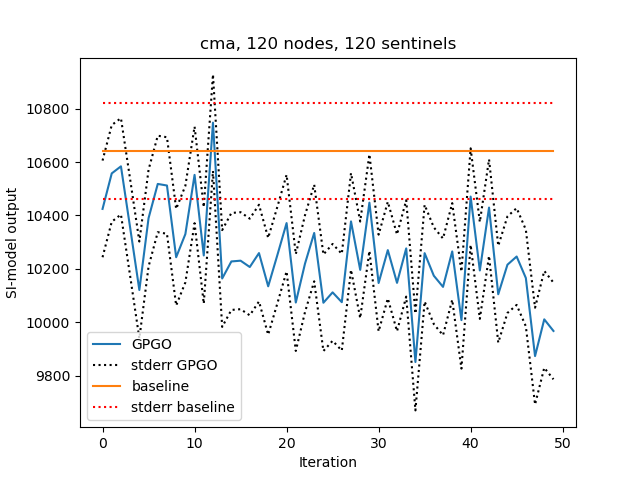 cma, 120 nodes, 120 sentinels
SI-model output
10800
10600
10400
10200
10000
9800
GPGO
stderr GPGO
baseline
stderr baseline
0 10 20 30 40 50
Iteration